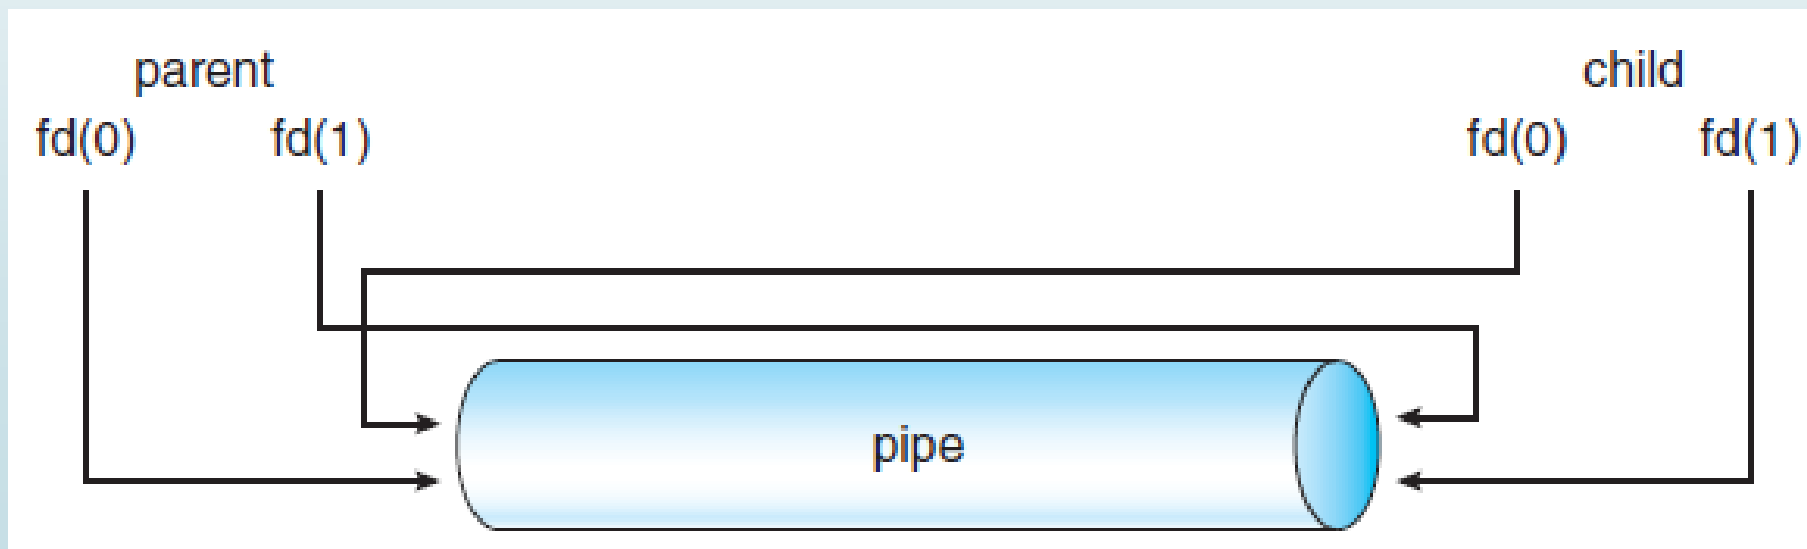 parent child
fd(0) fd(1) fd(0) fd(1)
pipe